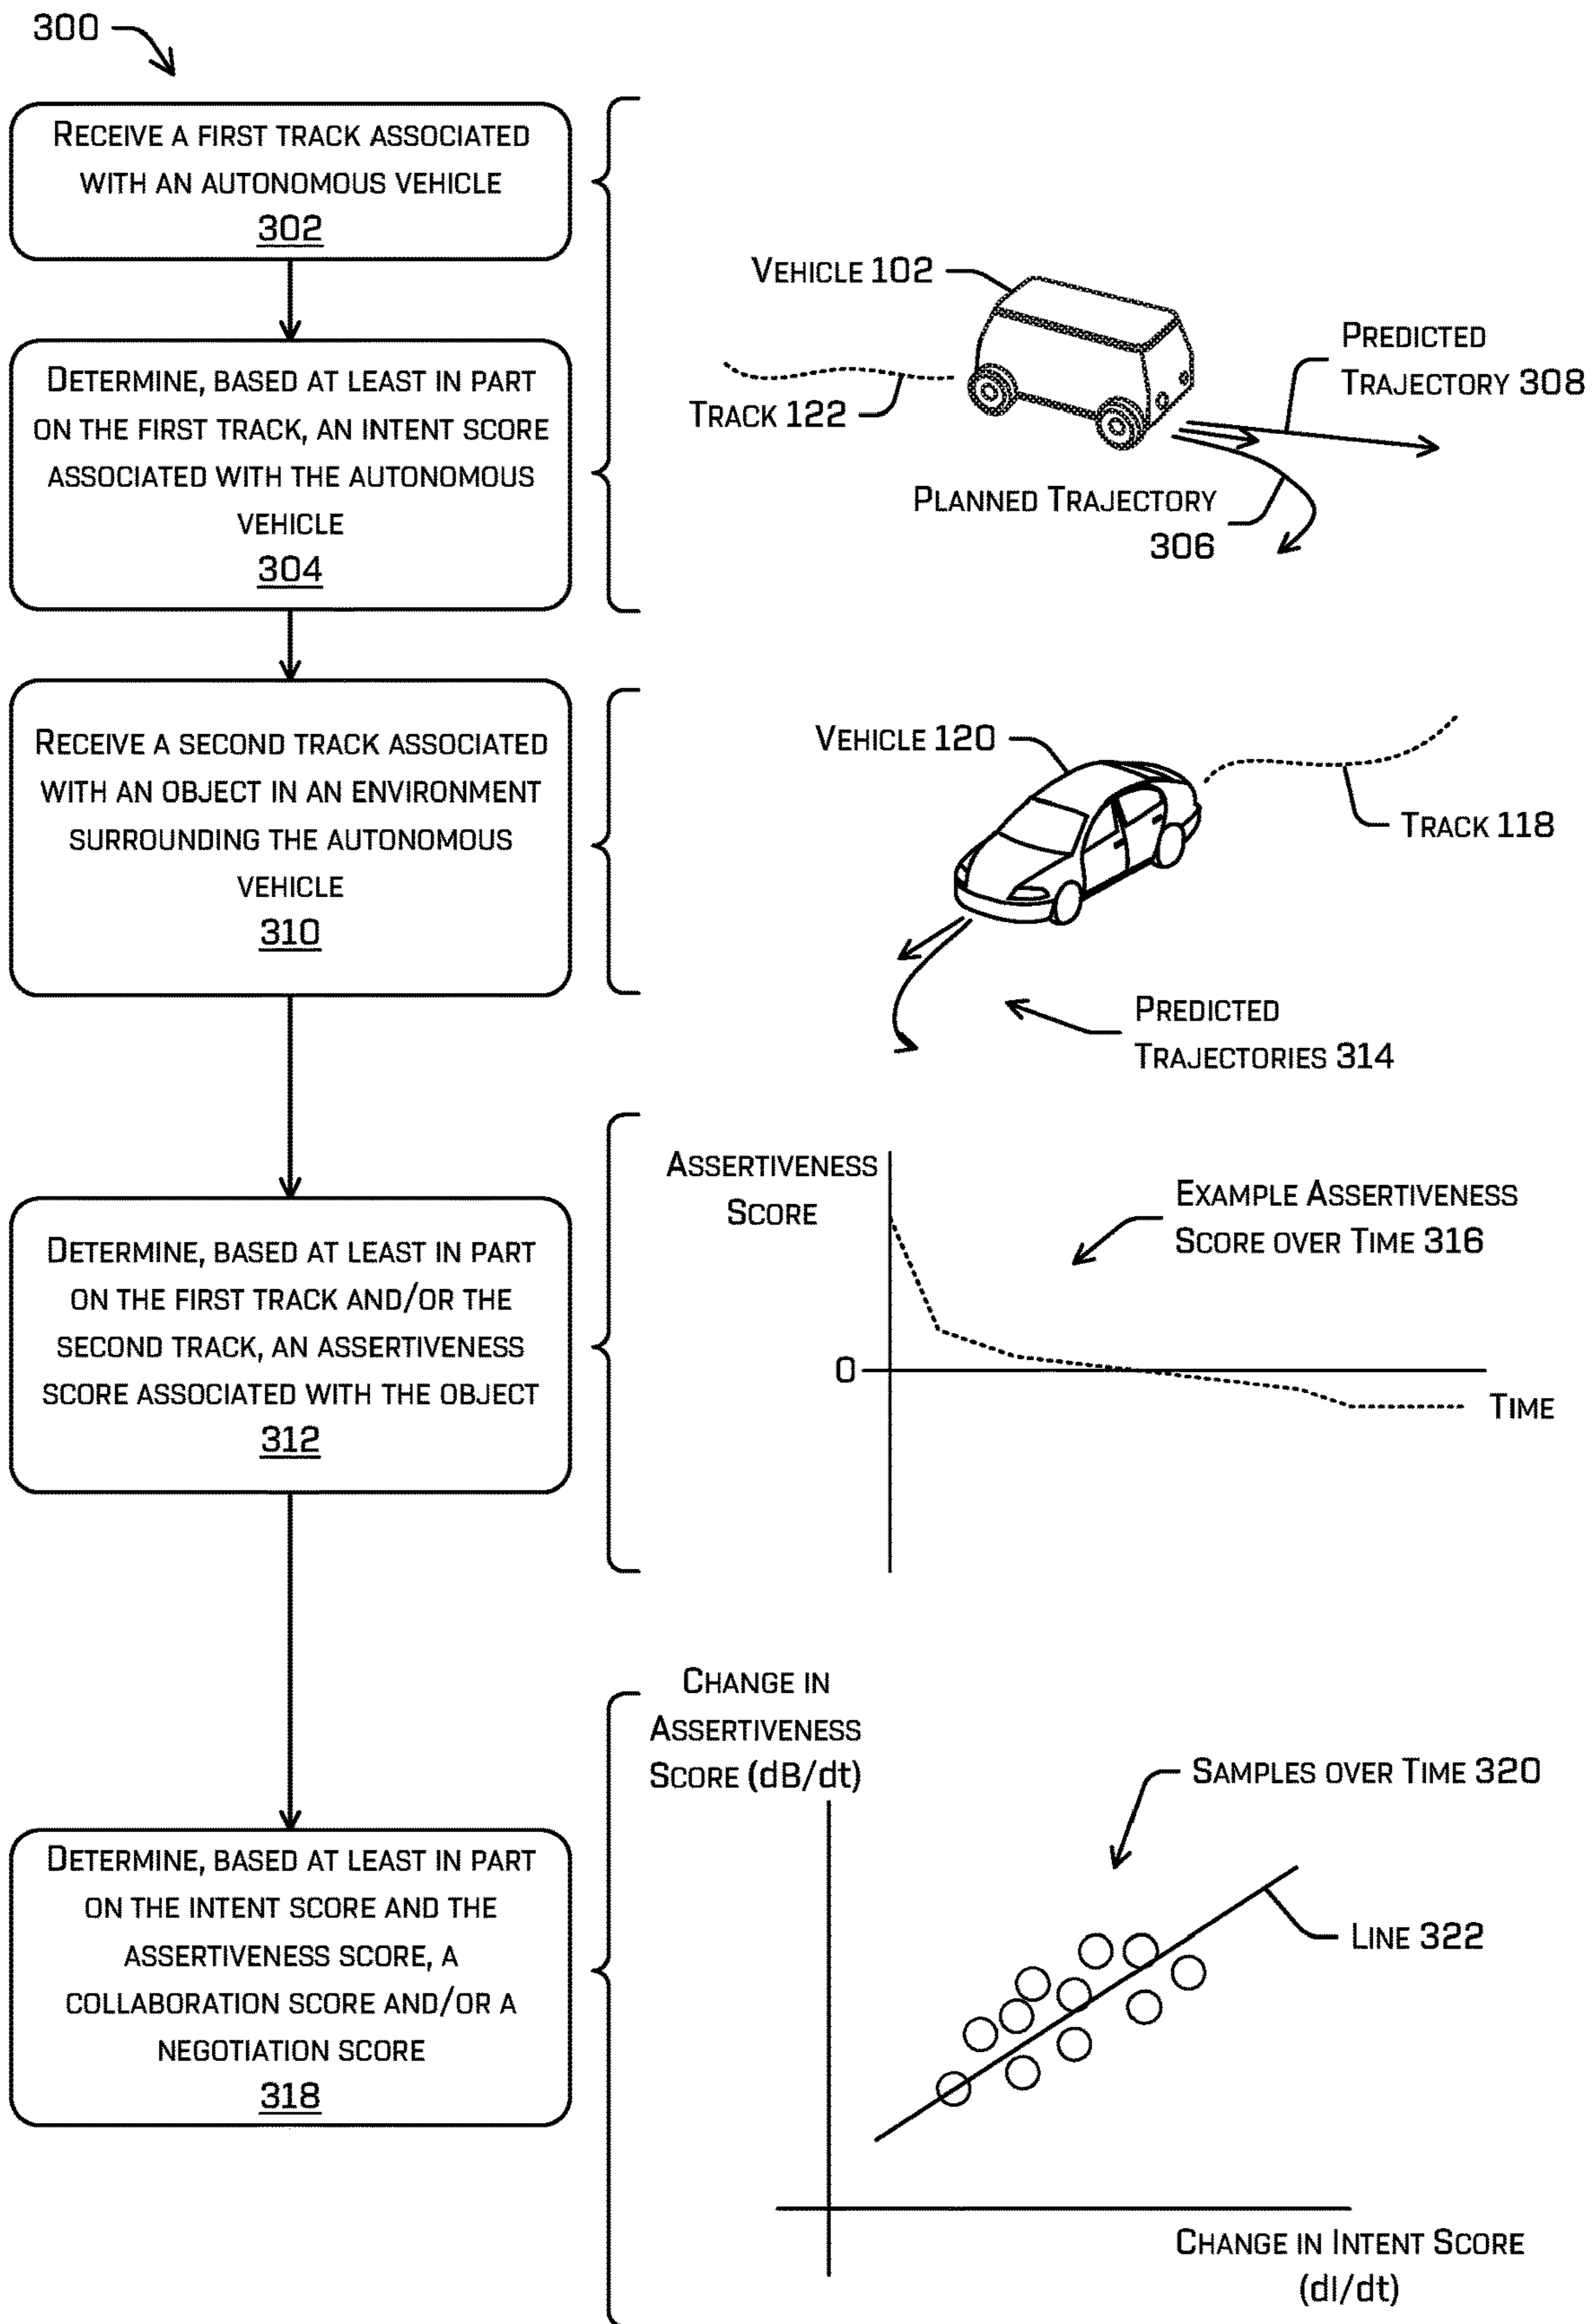 300
RECEIVE A FIRST TRACK ASSOCIATED
WITH AN AUTONOMOUS VEHICLE
302
DETERMINE, BASED AT LEAST IN PART
ON THE FIRST TRACK, AN INTENT SCORE
ASSOCIATED WITH THE AUTONOMOUS
VEHICLE
304
VEHICLE 102
TRACK 122
PREDICTED
TRAJECTORY 308
PLANNED TRAJECTORY
306
RECEIVE A SECOND TRACK ASSOCIATED
WITH AN OBJECT IN AN ENVIRONMENT
SURROUNDING THE AUTONOMOUS
VEHICLE
310
VEHICLE 120
TRACK 118
PREDICTED
TRAJECTORIES 314
DETERMINE, BASED AT LEAST IN PART
ON THE FIRST TRACK AND/OR THE
SECOND TRACK, AN ASSERTIVENESS
SCORE ASSOCIATED WITH THE OBJECT
312
ASSERTIVENESS
SCORE
EXAMPLE ASSERTIVENESS
SCORE OVER TIME 316
0
TIME
DETERMINE, BASED AT LEAST IN PART
ON THE INTENT SCORE AND THE
ASSERTIVENESS SCORE, A
COLLABORATION SCORE AND/OR A
NEGOTIATION SCORE
318
CHANGE IN
ASSERTIVENESS
SCORE (dB/dt)
SAMPLES OVER TIME 320
LINE 322
CHANGE IN INTENT SCORE
(dI/dt)